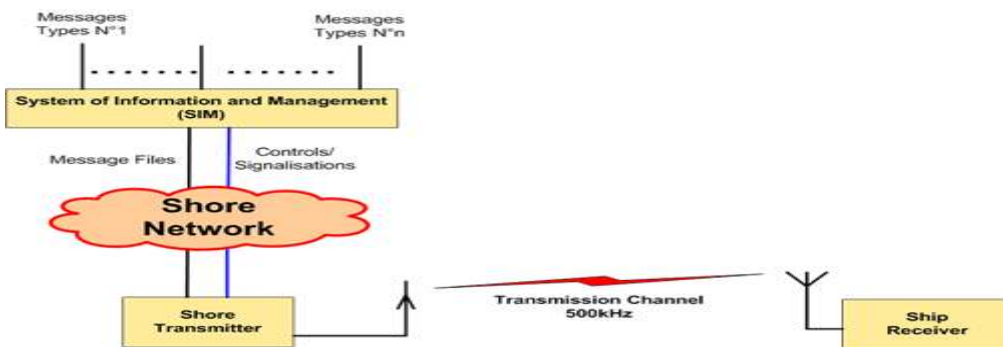 Messages
Types N°1
Messages
Types N°n
System of Information and Management
(SIM)
Message Files
Controls/
Signalisations
Shore
Network
Transmission Channel
500kHz
Shore
Transmitter
Ship
Receiver